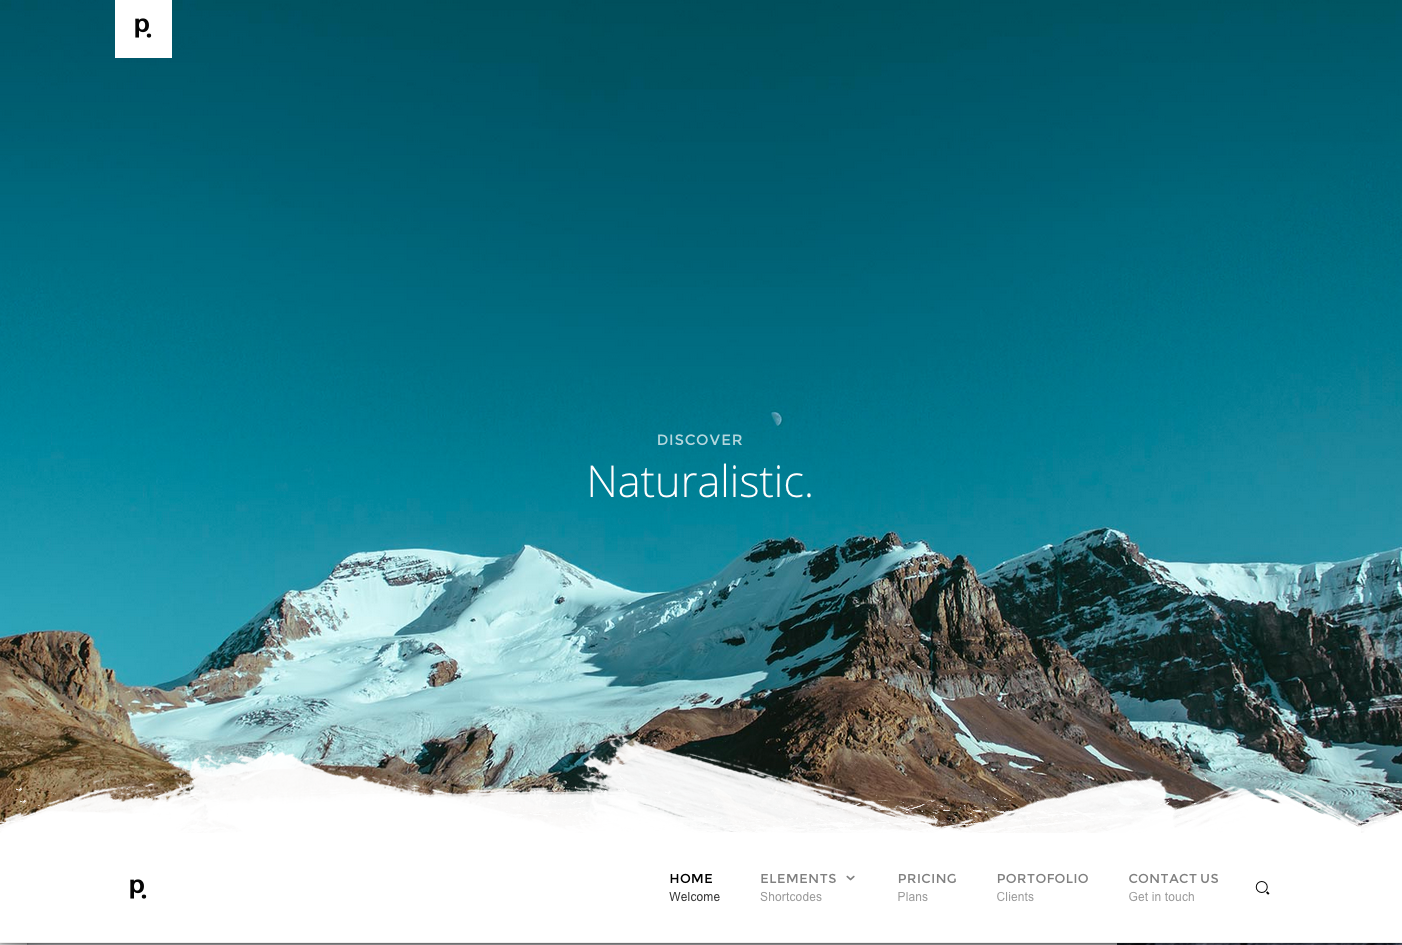 p.
DISCOVER
Naturalistic.
p.
HOME
Welcome
ELEMENTS
Shortcodes
PRICING
Plans
PORTOFOLIO
Clients
CONTACT US
Get in touch